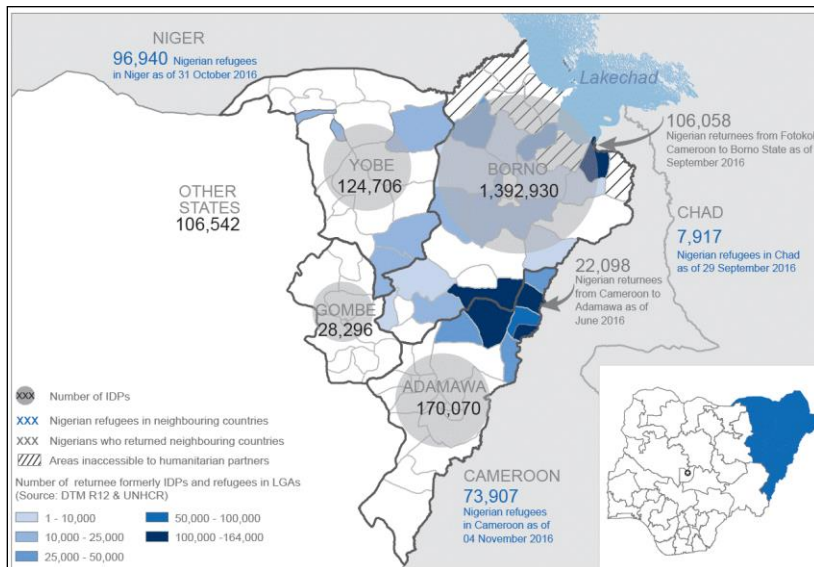 NIGER
96,940 Nigerian refugees
in Niger as of 31 October 2016
Lakechad
106,058
Nigerian returnees from Fotokol
Cameroon to Borno State as of
September 2016
YOBE
124,706
BORNO
1,392,930
OTHER
STATES
106,542
CHAD
7,917
Nigerian refugees in Chad
as of 29 September 2016
22,098
Nigerian returnees
from Cameroon to
Adamawa as of
June 2016
GOMBE
28,296
ADAMAWA
170,070
CAMEROON
73,907
Nigerian refugees
in Cameroon as of
04 November 2016
XXX Number of IDPs
XXX Nigerian refugees in neighbouring countries
XXX Nigerians who returned neighbouring countries
Areas inaccessible to humanitarian partners
Number of returnee formerly IDPs and refugees in LGAs
(Source: DTM R12 & UNHCR)
1 - 10,000
10,000 - 25,000
25,000 - 50,000
50,000 - 100,000
100,000 -164,000